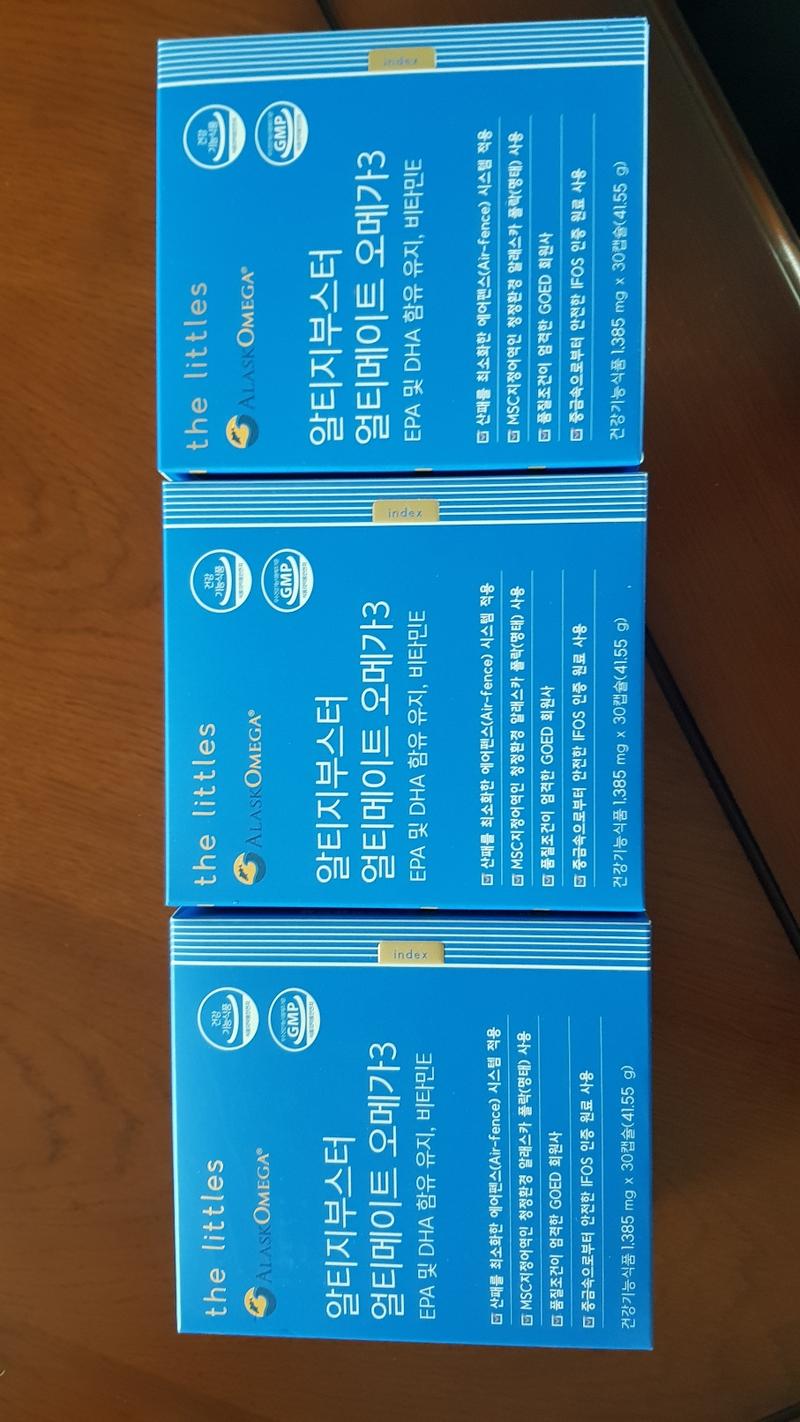 index
건강
기능식품
GMP
the littles
ALASKOMEGA®
알티지부스터
얼티메이트 오메가3
EPA 및 DHA 함유 유지, 비타민E
산패를 최소화한 에어펜스(Air-fence) 시스템 적용
MSC지정어역인 청정환경 알래스카 폴락(명태) 사용
품질조건이 엄격한 GOED 회원사
중금속으로부터 안전한 IFOS 인증 원료 사용
건강기능식품 1,385 mg x 30캡슐(41.55 g)
index
건강
기능식품
GMP
the littles
ALASKOMEGA®
알티지부스터
얼티메이트 오메가3
EPA 및 DHA 함유 유지, 비타민E
산패를 최소화한 에어펜스(Air-fence) 시스템 적용
MSC지정어역인 청정환경 알래스카 폴락(명태) 사용
품질조건이 엄격한 GOED 회원사
중금속으로부터 안전한 IFOS 인증 원료 사용
건강기능식품 1,385 mg x 30캡슐(41.55 g)
index
건강
기능식품
GMP
the littles
ALASKOMEGA®
알티지부스터
얼티메이트 오메가3
EPA 및 DHA 함유 유지, 비타민E
산패를 최소화한 에어펜스(Air-fence) 시스템 적용
MSC지정어역인 청정환경 알래스카 폴락(명태) 사용
품질조건이 엄격한 GOED 회원사
중금속으로부터 안전한 IFOS 인증 원료 사용
건강기능식품 1,385 mg x 30캡슐(41.55 g)